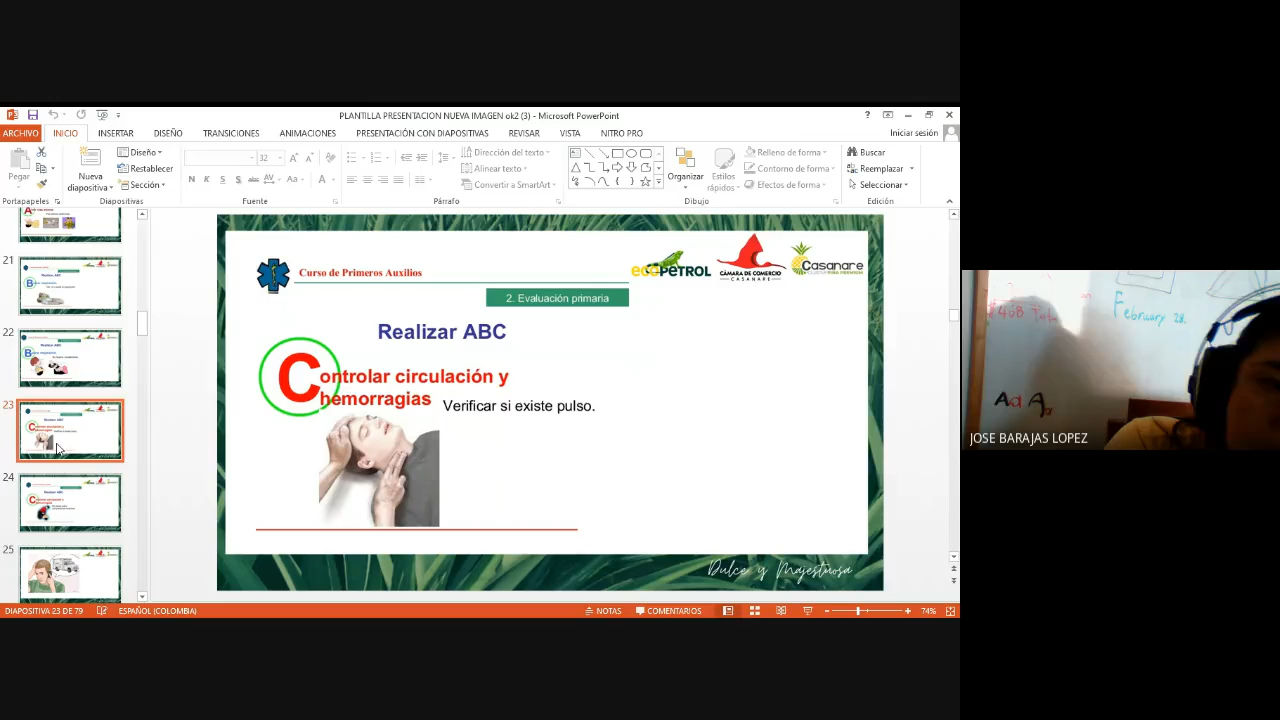 PLANTILLA PRESENTACION NUEVA IMAGEN ok2 (3) - Microsoft PowerPoint
ARCHIVO INICIO INSERTAR DISEÑO TRANSICIONES ANIMACIONES PRESENTACIÓN CON DIAPOSITIVAS REVISAR VISTA NITRO PRO Iniciar sesión
Pegar
Portapapeles
Nueva diapositiva
Diseño
Restablecer
Sección
Diapositivas
32
N K S S abc AV Aa A
Fuente
Dirección del texto
Alinear texto
Convertir a SmartArt
Párrafo
Organizar
Estilos rápidos
Relleno de forma
Contorno de forma
Efectos de forma
Dibujo
Buscar
Reemplazar
Seleccionar
Edición
21
22
23
24
25
Curso de Primeros Auxilios
ecopetrol
CÁMARA DE COMERCIO
CASANARE
Casanare
2. Evaluación primaria
Realizar ABC
Controlar circulación y
hemorragias
Verificar si existe pulso.
Dulce y Majestuosa
DIAPOSITIVA 23 DE 79 ESPAÑOL (COLOMBIA) NOTAS COMENTARIOS 74%
February 28.
JOSE BARAJAS LOPEZ